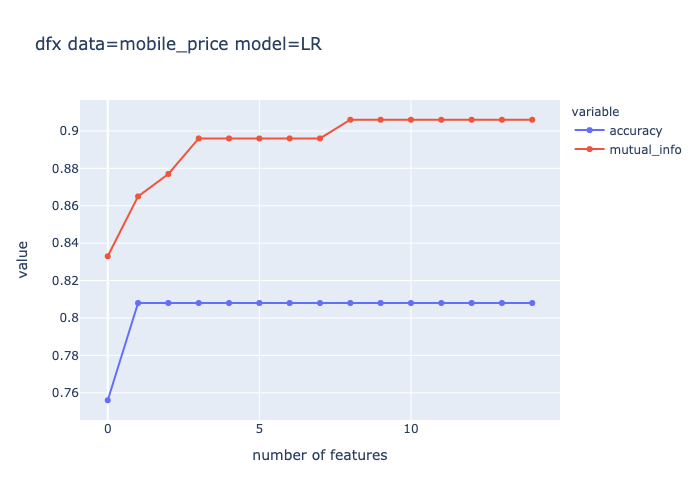 dfx data=mobile_price model=LR
variable
accuracy
mutual_info
value
0.9
0.88
0.86
0.84
0.82
0.8
0.78
0.76
0
5
10
number of features